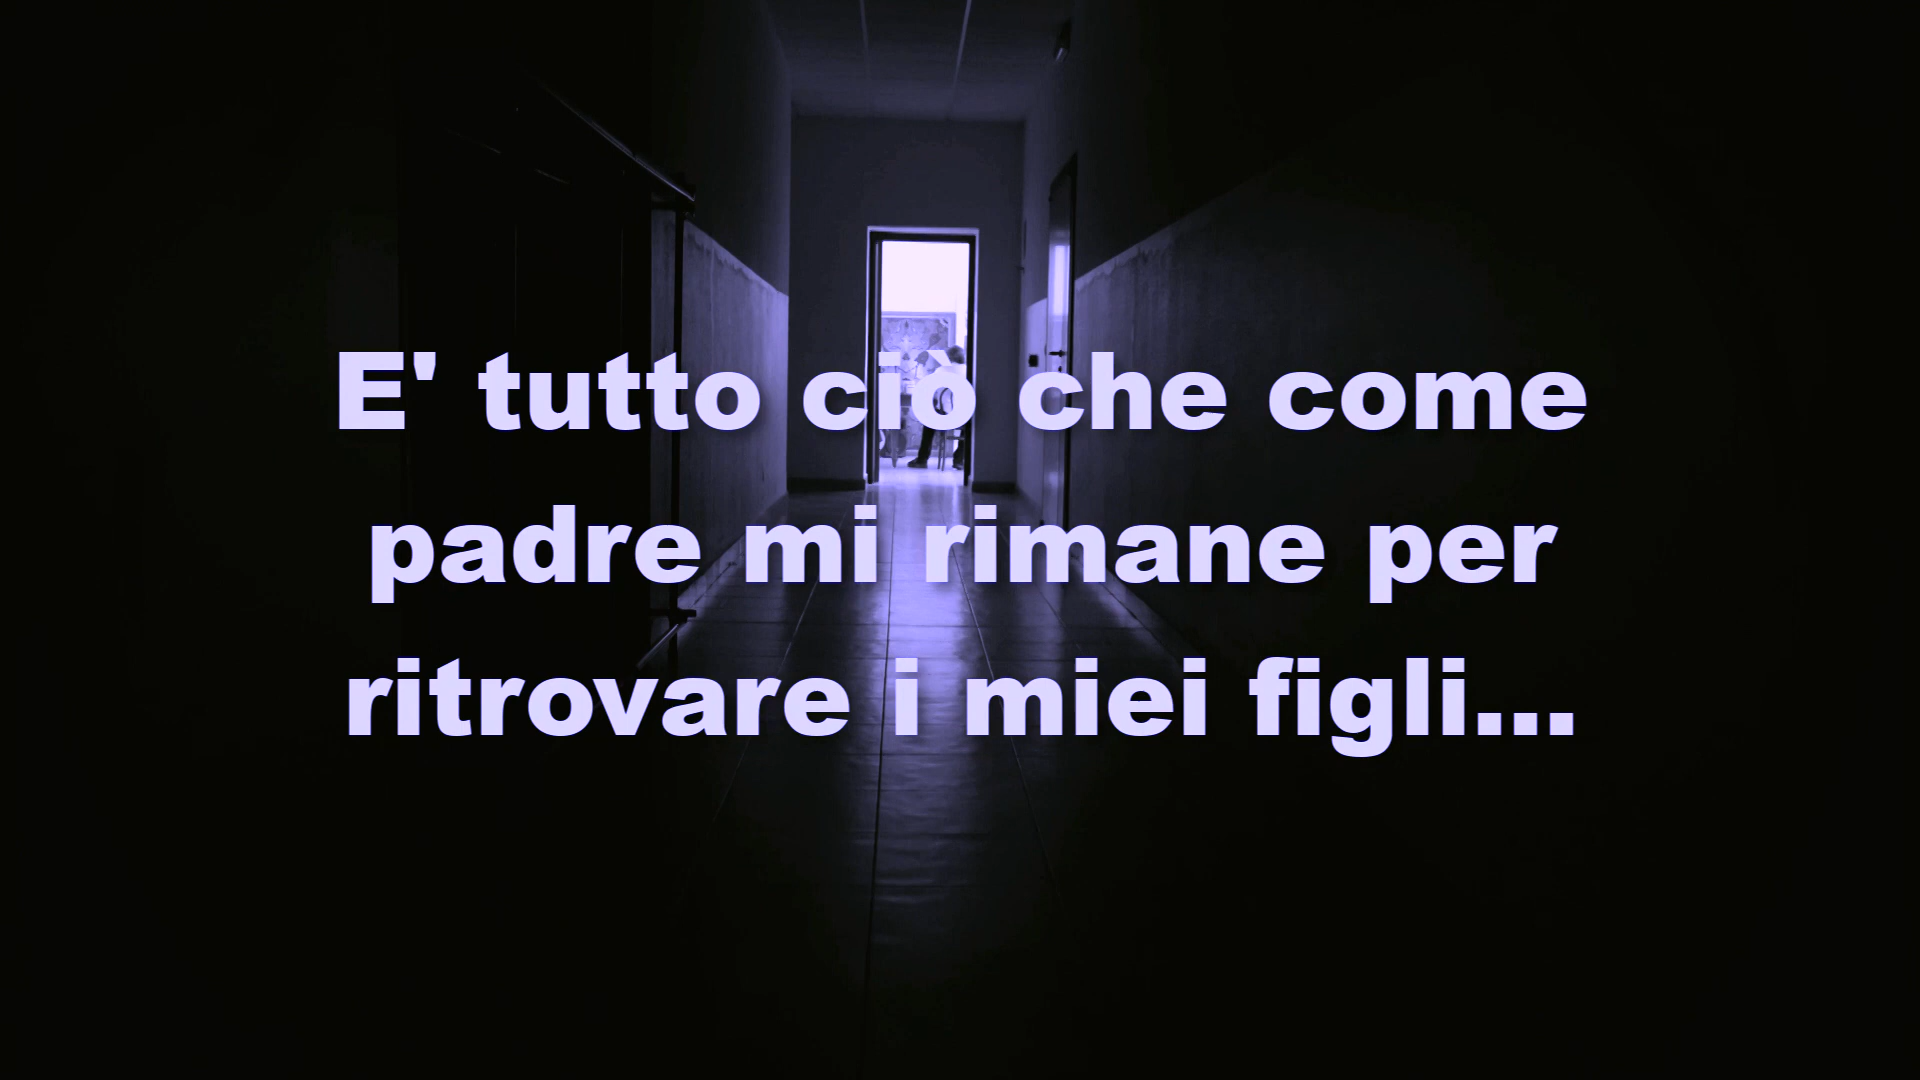 E' tutto ciò che come
padre mi rimane per
ritrovare i miei figli...